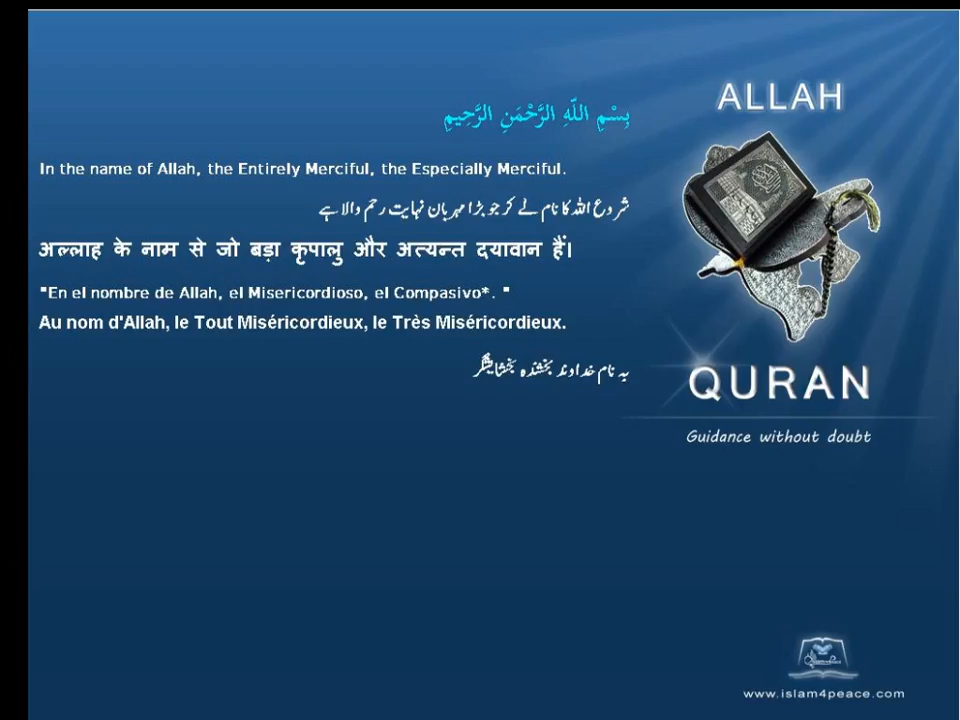 بِسْمِ اللَّهِ الرَّحْمَنِ الرَّحِيمِ
In the name of Allah, the Entirely Merciful, the Especially Merciful.
شروع الله کا نام لے کر جو بڑا مہربان نہایت رحم والا ہے
अल्लाह के नाम से जो बड़ा कृपालु और अत्यन्त दयावान हैं।
"En el nombre de Allah, el Misericordioso, el Compasivo*. "
Au nom d'Allah, le Tout Miséricordieux, le Très Miséricordieux.
به نام خداوند بخشنده بخشایشگر
ALLAH
QURAN
Guidance without doubt
www.islam4peace.com